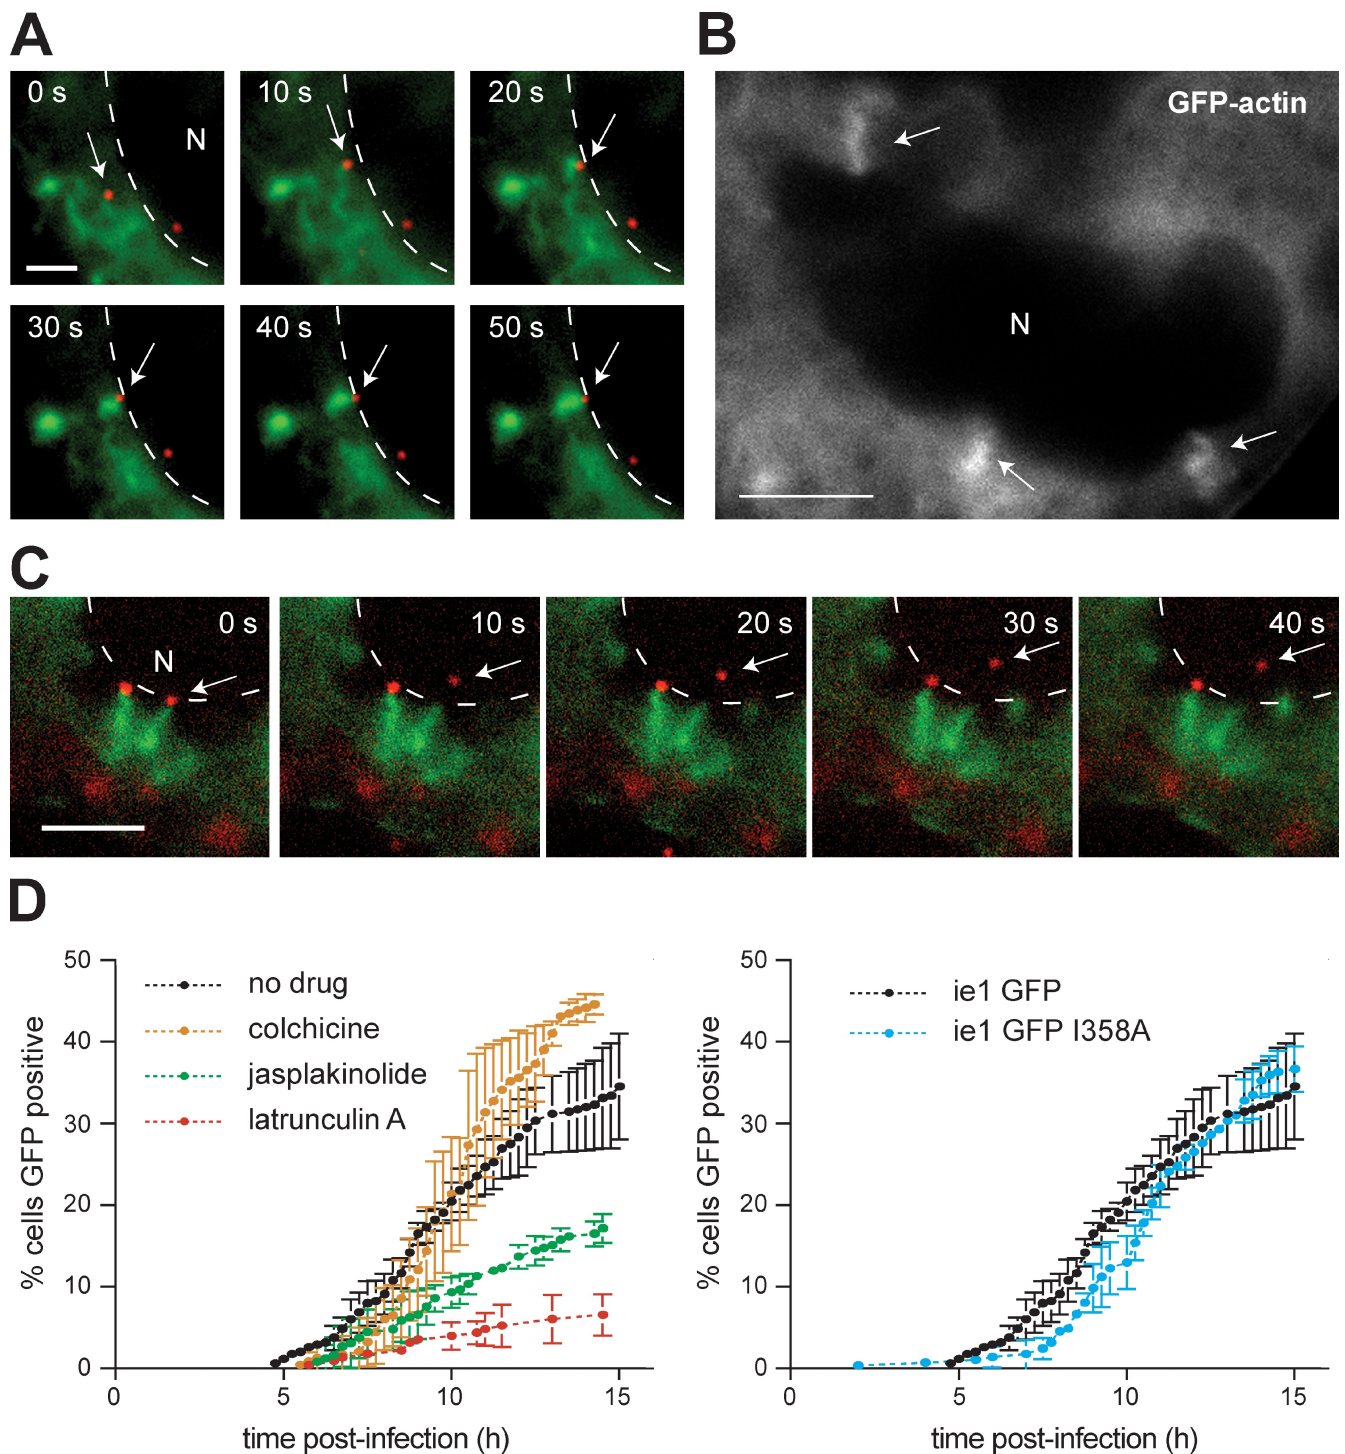 A
B
0 s
N
10 s
20 s
30 s
40 s
50 s
GFP-actin
N
C
0 s
N
10 s
20 s
30 s
40 s
D
50
40
30
20
10
0
% cells GFP positive
no drug
colchicine
jasplakinolide
latrunculin A
0
5
10
15
time post-infection (h)
50
40
30
20
10
0
% cells GFP positive
ie1 GFP
ie1 GFP I358A
0
5
10
15
time post-infection (h)